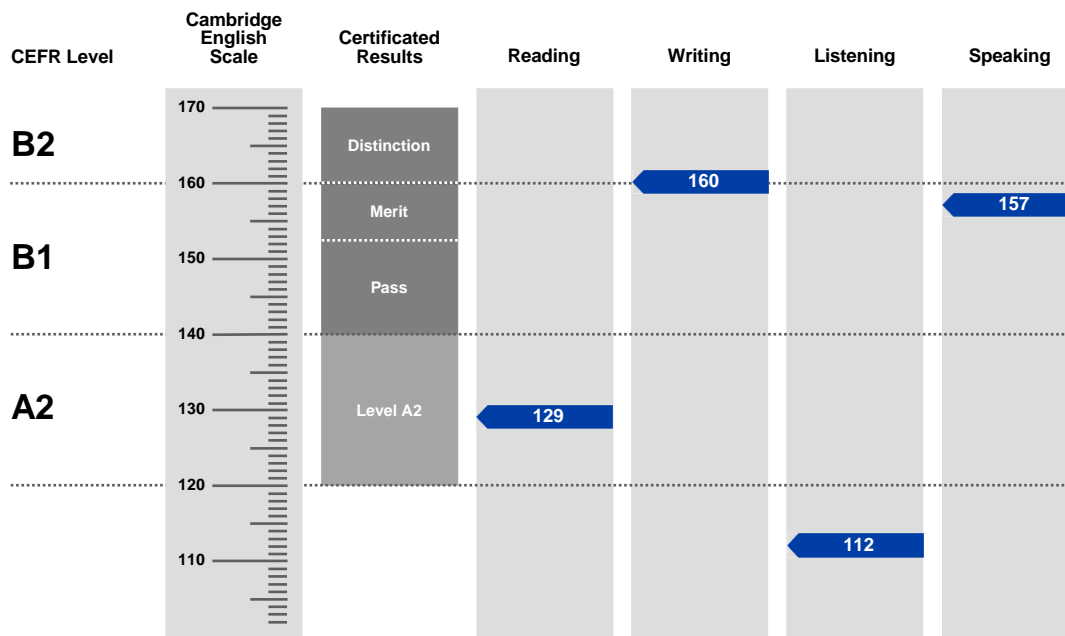 CEFR Level
Cambridge
English
Scale
Certificated
Results
Reading
Writing
Listening
Speaking
170
B2
Distinction
160
160
Merit
157
B1
150
Pass
140
A2
130
Level A2
129
120
112
110